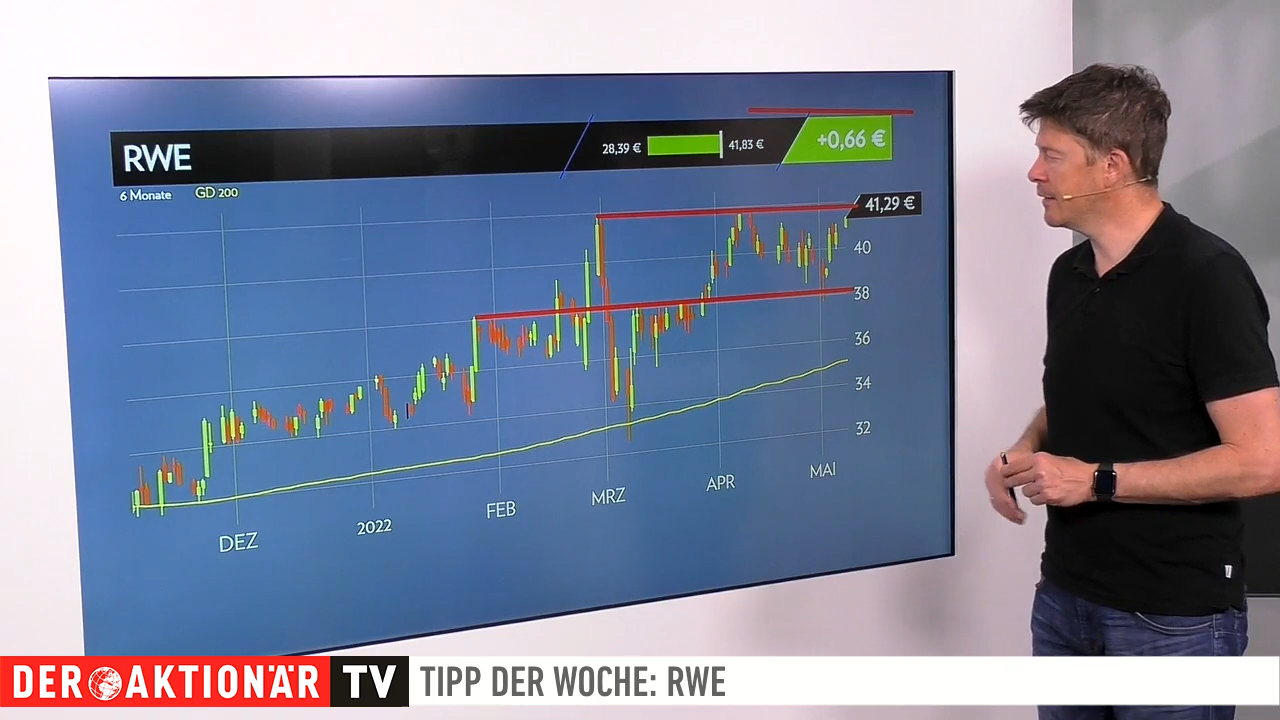 RWE
28,39 €
41,83 €
+0,66 €
6 Monate
GD 200
41,29 €
40
38
36
34
32
DEZ
2022
FEB
MRZ
APR
MAI
DER AKTIONÄR TV
TIPP DER WOCHE: RWE